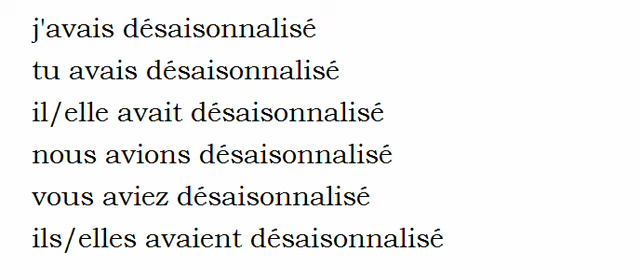 j'avais désaisonnalisé
tu avais désaisonnalisé
il/elle avait désaisonnalisé
nous avions désaisonnalisé
vous aviez désaisonnalisé
ils/elles avaient désaisonnalisé